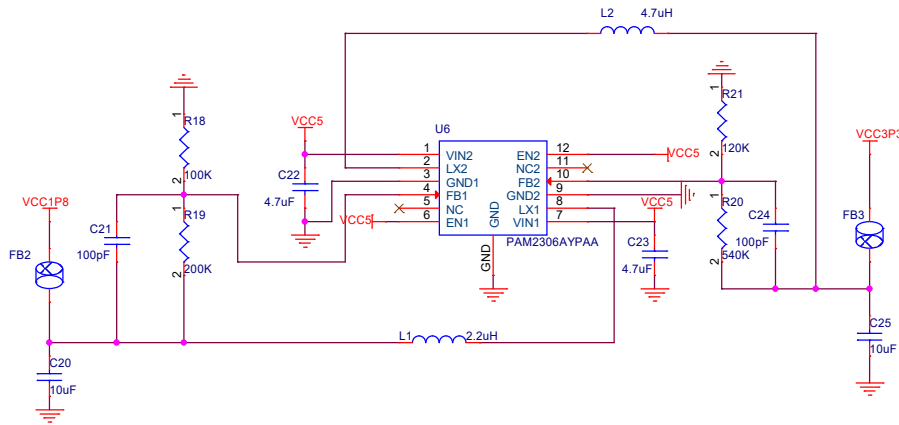 L2 4.7uH
1
R18
2
100K
VCC1P8
FB2
C21
100pF
R19
2
200K
C20
10uF
VCC5
C22
4.7uF
VCC5
U6
1 VIN2
2 LX2
3 GND1
4 FB1
5 NC
6 EN1
EN2 12
NC2 11
FB2 10
GND2 9
LX1 8
VIN1 7
GND
GND
PAM2306AYPAA
L1 2.2uH
VCC5
VCC5
C23
4.7uF
1
R21
2
120K
1
R20
2
540K
C24
100pF
VCC3P3
FB3
C25
10uF